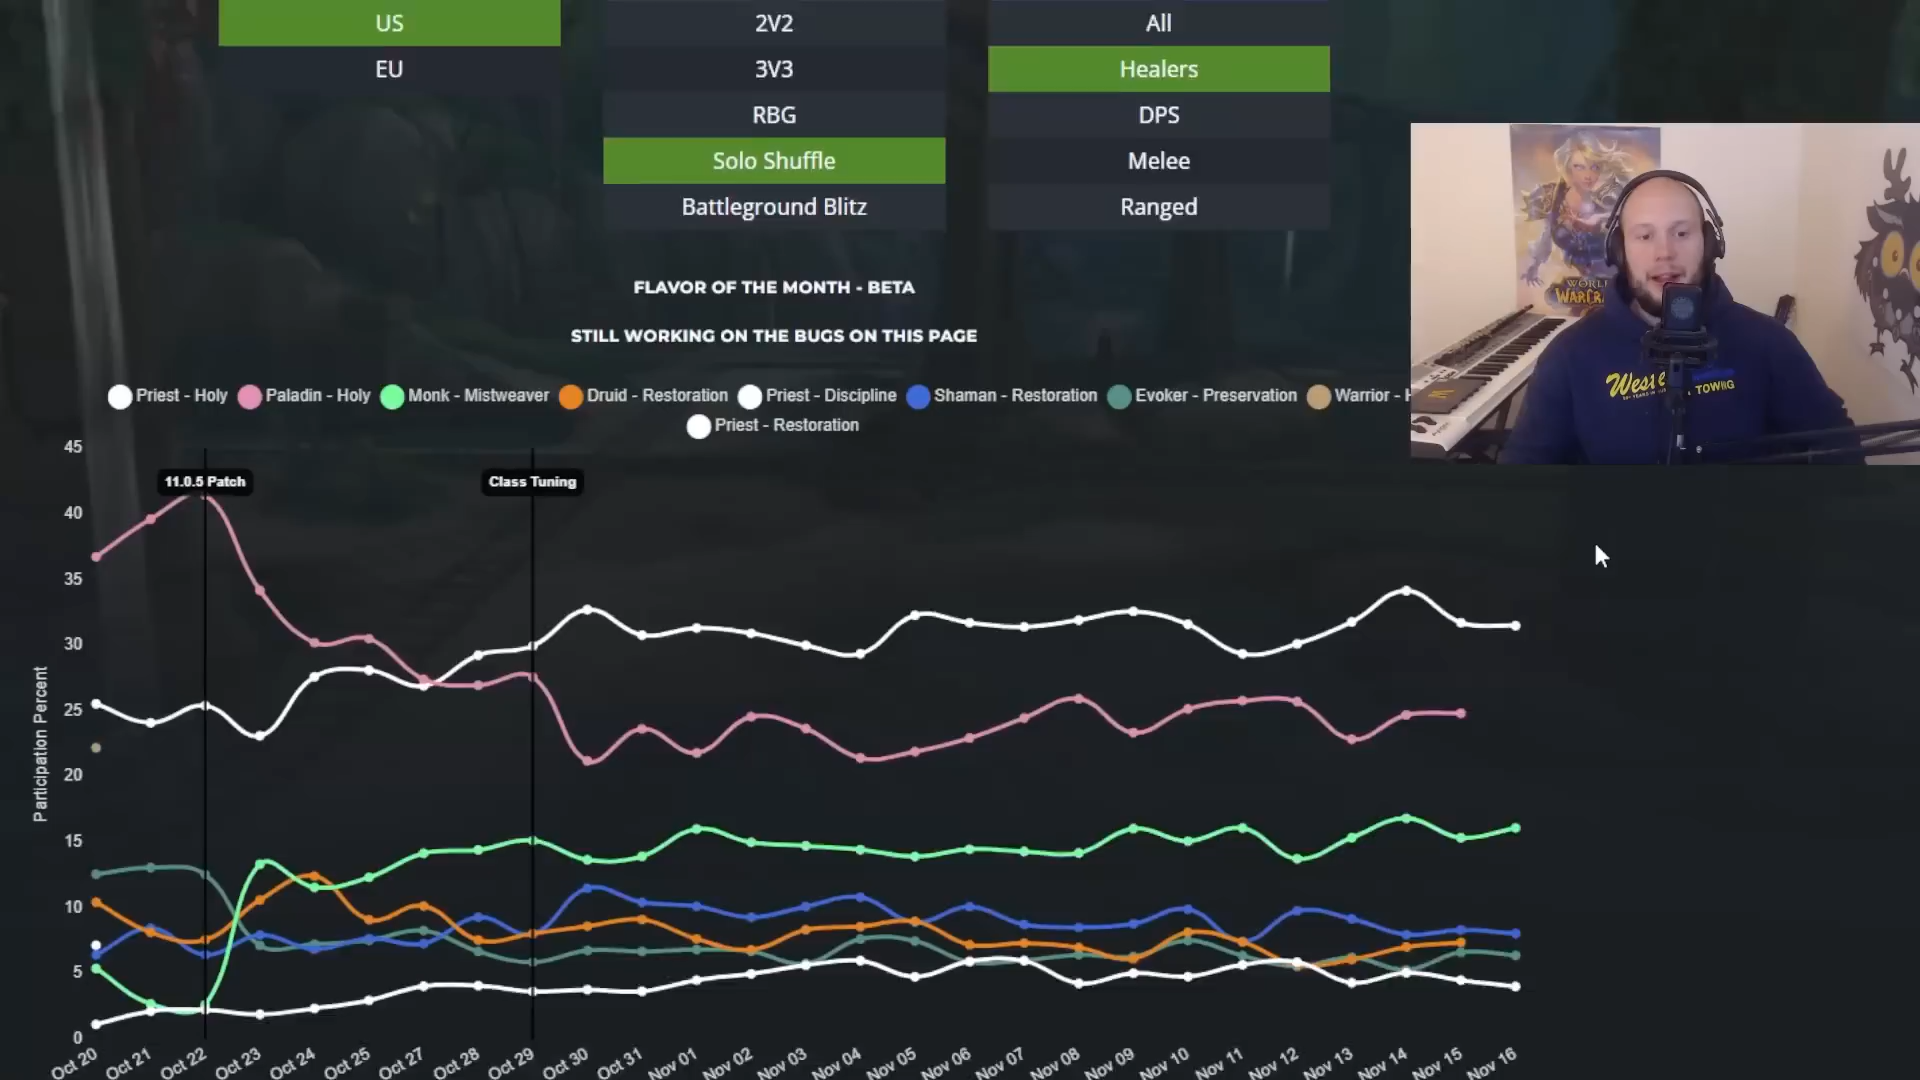 US
2V2
All
EU
3V3
Healers
RBG
DPS
Solo Shuffle
Melee
Battleground Blitz
Ranged
FLAVOR OF THE MONTH - BETA
STILL WORKING ON THE BUGS ON THIS PAGE
Priest - Holy
Paladin - Holy
Monk - Mistweaver
Druid - Restoration
Priest - Discipline
Shaman - Restoration
Evoker - Preservation
Warrior -
Priest - Restoration
WORL
WARCR
TOWING
45
40
35
30
25
20
15
10
5
0
Participation Percent
11.0.5 Patch
Class Tuning
Oct 20
Oct 21
Oct 22
Oct 23
Oct 24
Oct 25
Oct 27
Oct 28
Oct 29
Oct 30
Oct 31
Nov 01
Nov 02
Nov 03
Nov 04
Nov 05
Nov 06
Nov 07
Nov 08
Nov 09
Nov 10
Nov 11
Nov 12
Nov 13
Nov 14
Nov 15
Nov 16